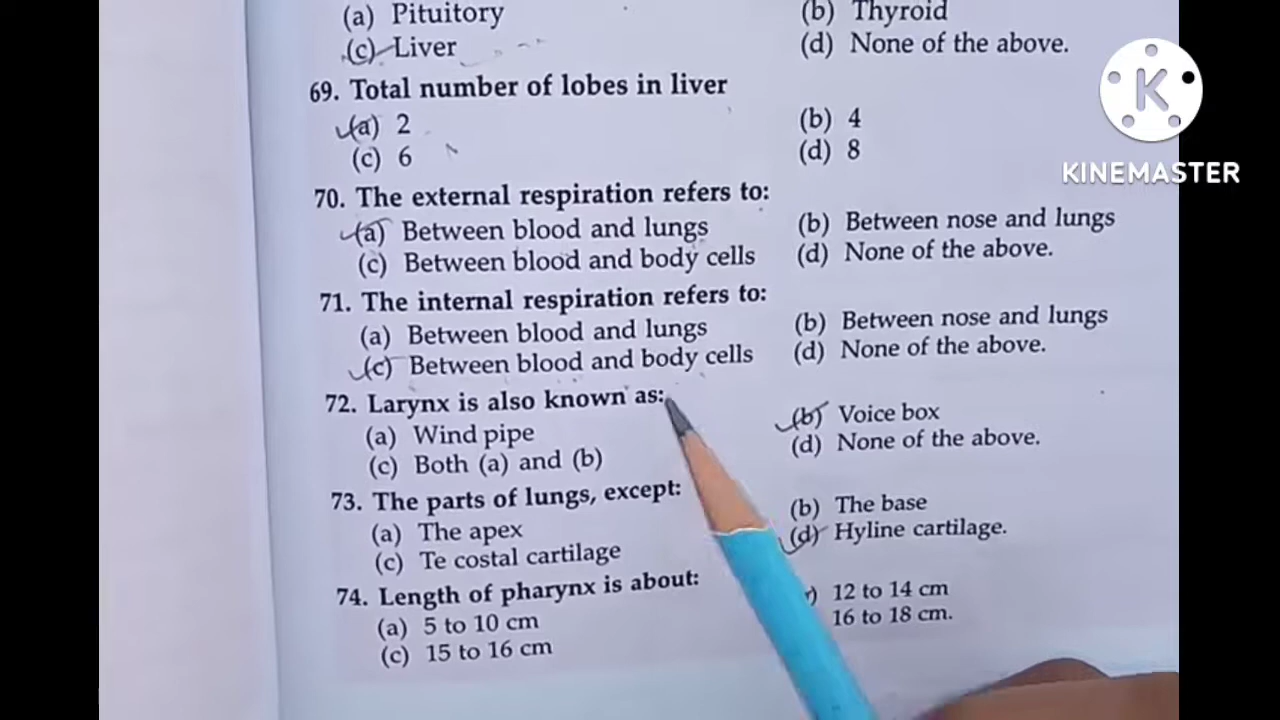 (a) Pituitory
(b) Thyroid
(c) Liver
(d) None of the above.
69. Total number of lobes in liver
(a) 2
(b) 4
(c) 6
(d) 8
70. The external respiration refers to:
(a) Between blood and lungs
(b) Between nose and lungs
(c) Between blood and body cells
(d) None of the above.
71. The internal respiration refers to:
(a) Between blood and lungs
(b) Between nose and lungs
(c) Between blood and body cells
(d) None of the above.
72. Larynx is also known as:
(a) Wind pipe
(b) Voice box
(c) Both (a) and (b)
(d) None of the above.
73. The parts of lungs, except:
(a) The apex
(b) The base
(c) Te costal cartilage
(d) Hyline cartilage.
74. Length of pharynx is about:
(a) 5 to 10 cm
12 to 14 cm
(c) 15 to 16 cm
16 to 18 cm.
K
KINEMASTER